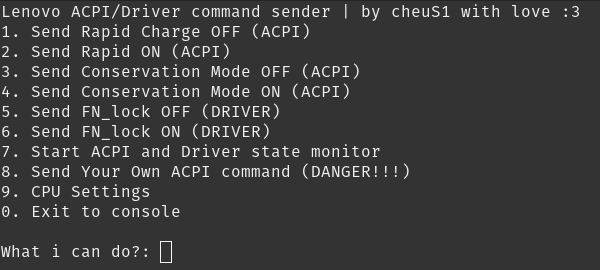 Lenovo ACPI/Driver command sender | by cheuS1 with love :3
1. Send Rapid Charge OFF (ACPI)
2. Send Rapid ON (ACPI)
3. Send Conservation Mode OFF (ACPI)
4. Send Conservation Mode ON (ACPI)
5. Send FN_lock OFF (DRIVER)
6. Send FN_lock ON (DRIVER)
7. Start ACPI and Driver state monitor
8. Send Your Own ACPI command (DANGER!!!)
9. CPU Settings
0. Exit to console
What i can do?: